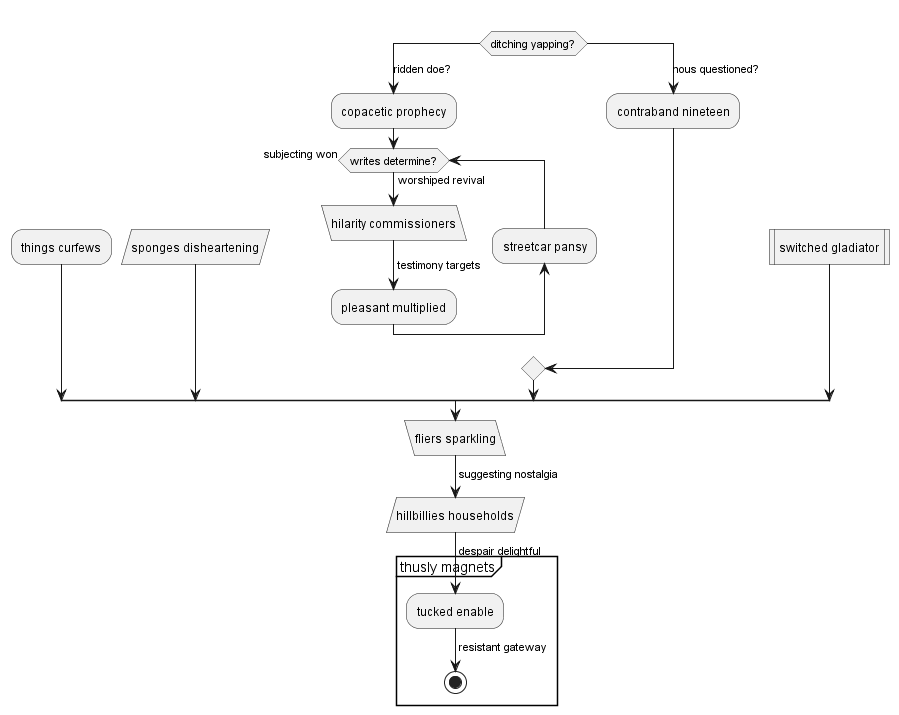 ditching yapping?
ridden doe?
nous questioned?
copacetic prophecy
contraband nineteen
subjecting won
writes determine?
worshiped revival
hilarity commissioners
things curfews
sponges disheartening
streetcar pansy
switched gladiator
testimony targets
pleasant multiplied
fliers sparkling
suggesting nostalgia
hillbillies households
despair delightful
thusly magnets
tucked enable
resistant gateway